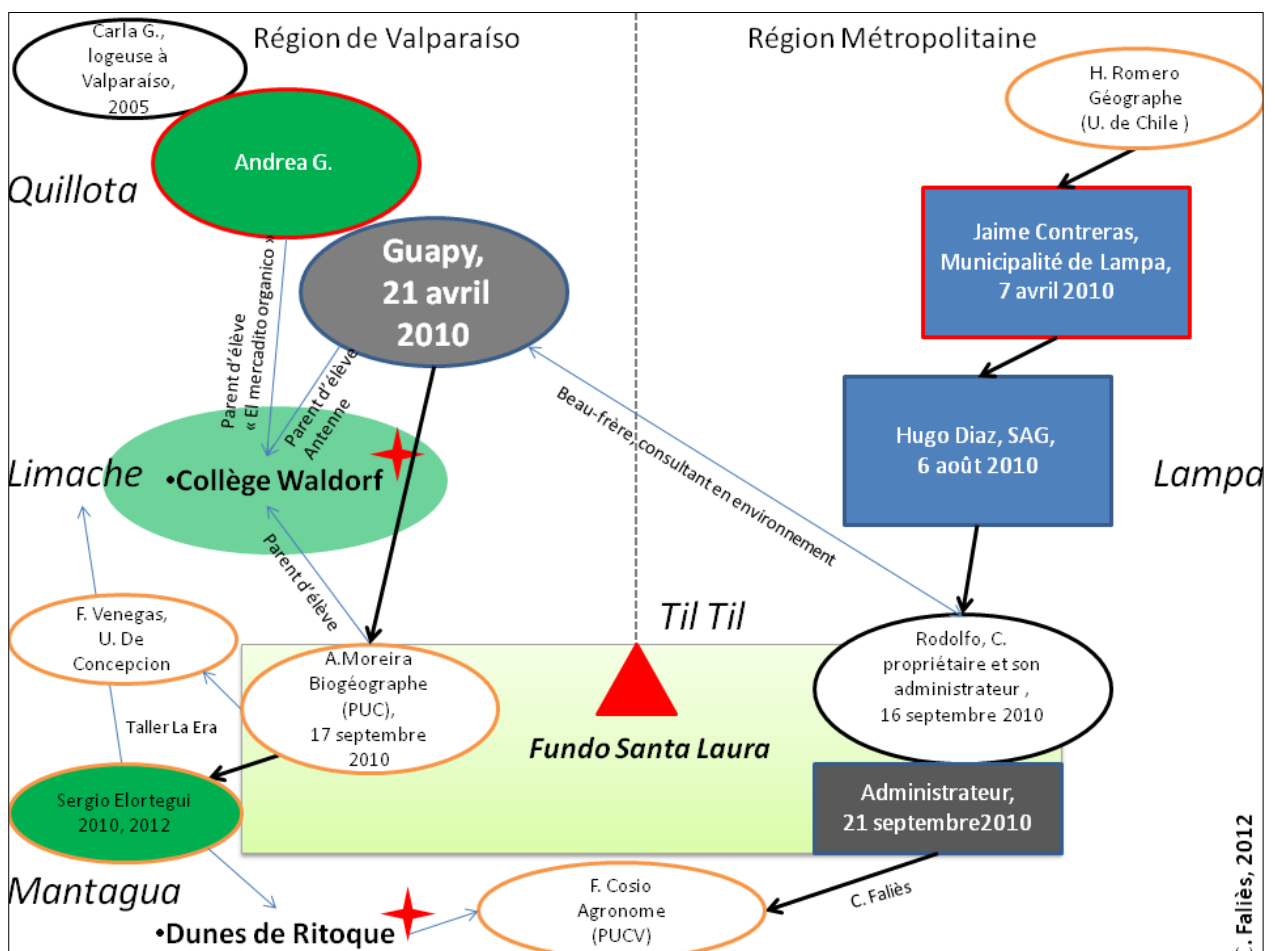 Carla G.,
logeuse à
Valparaíso,
2005
Région de Valparaíso
Région Métropolitaine
H. Romero
Géographe
(U. de Chile )
Andrea G.
Quillota
Guapy,
21 avril
2010
Jaime Contreras,
Municipalité de Lampa,
7 avril 2010
Parent d'élève
« El mercadito organico »
Parent d'élève
Antenne
Beau-frère, consultant en environnement
Hugo Diaz, SAG,
6 août 2010
Limache
•Collège Waldorf
Lampa
Parent d'élève
F. Venegas,
U. De
Concepcion
Til Til
A.Moreira
Biogéographe
(PUC),
17 septembre
2010
Rodolfo, C.
propriétaire et son
administrateur ,
16 septembre 2010
Taller La Era
Fundo Santa Laura
Sergio Elortegui
2010, 2012
Administrateur,
21 septembre2010
Mantagua
F. Cosio
Agronome
(PUCV)
C. Faliès
•Dunes de Ritoque
. Faliès, 2012